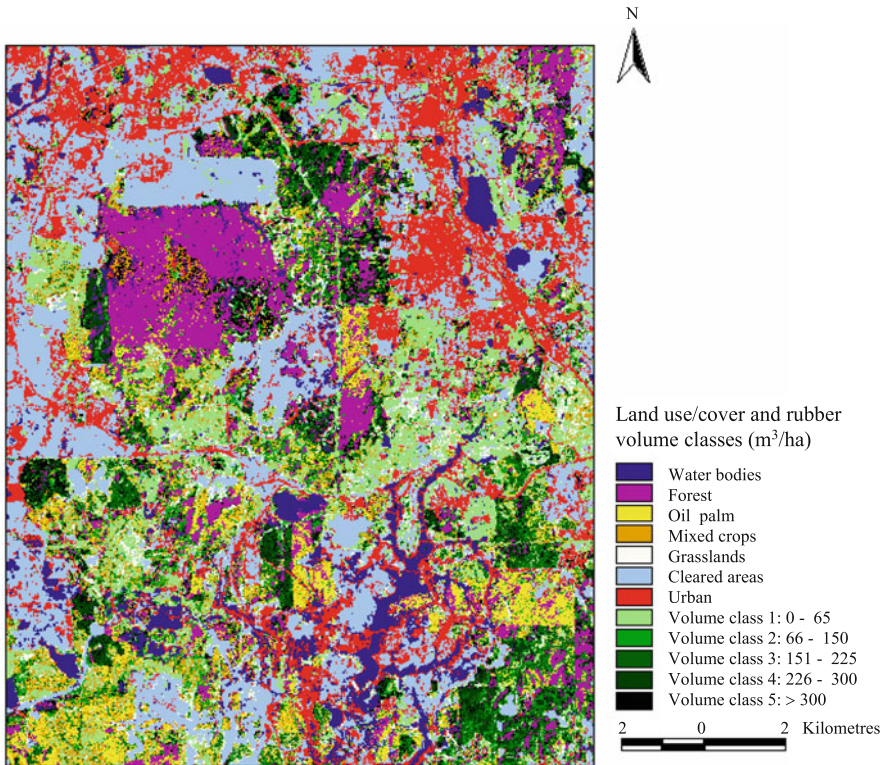 N
Land use/cover and rubber
volume classes (m³/ha)
Water bodies
Forest
Oil palm
Mixed crops
Grasslands
Cleared areas
Urban
Volume class 1: 0 - 65
Volume class 2: 66 - 150
Volume class 3: 151 - 225
Volume class 4: 226 - 300
Volume class 5: > 300
2 0 2 Kilometres